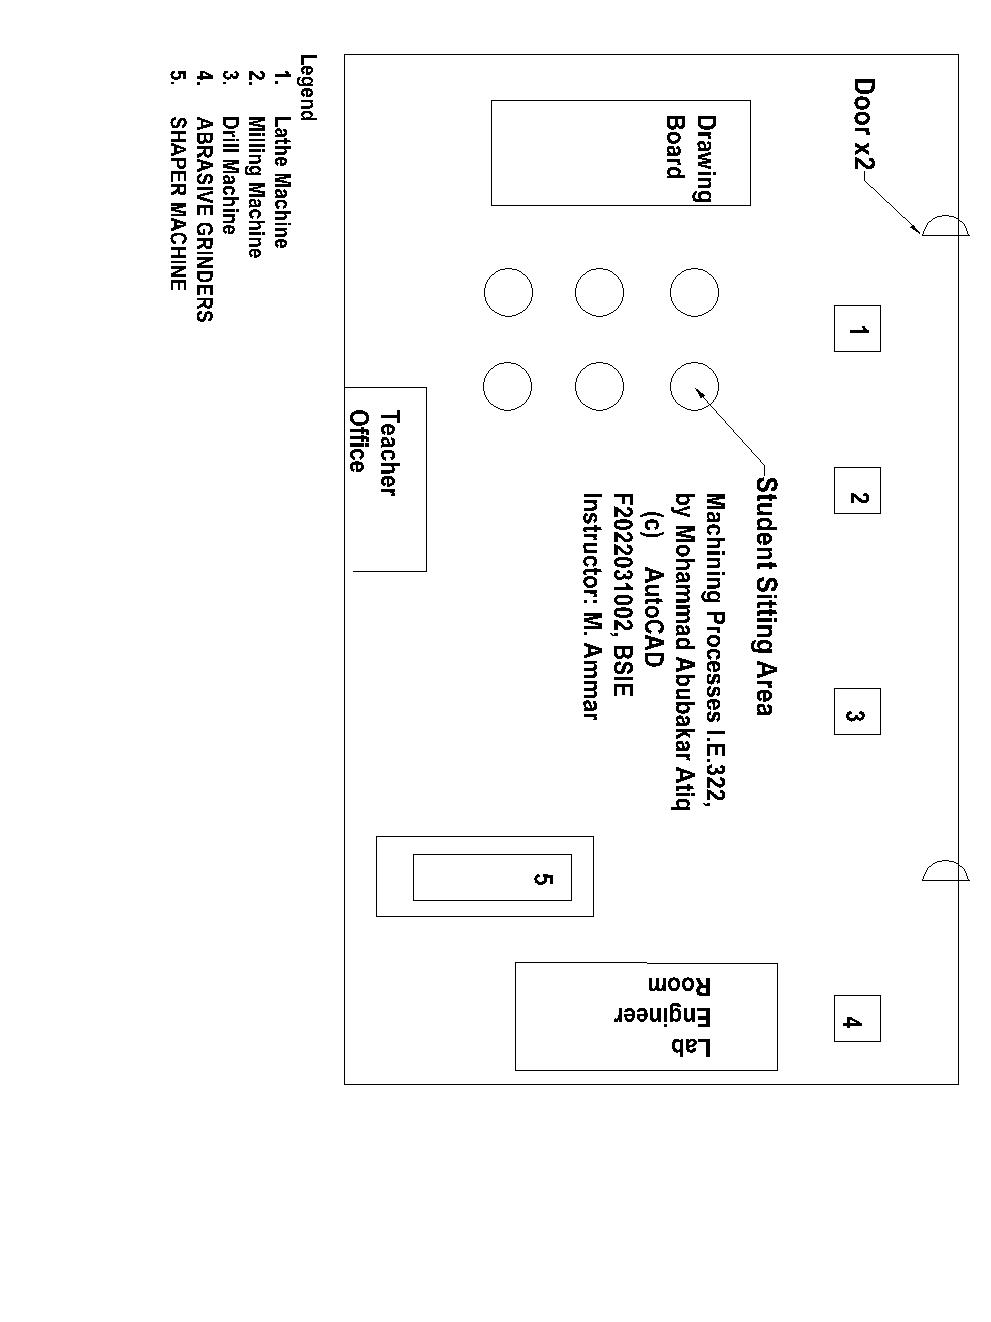 Door x2
Drawing
Board
1
2
3
4
Student Sitting Area
Machining Processes I.E.322,
by Mohammad Abubakar Atiq
(c) AutoCAD
F2022031002, BSIE
Instructor: M. Ammar
Teacher
Office
5
Lab
Engineer
Room
Legend
1. Lathe Machine
2. Milling Machine
3. Drill Machine
4. ABRASIVE GRINDERS
5. SHAPER MACHINE